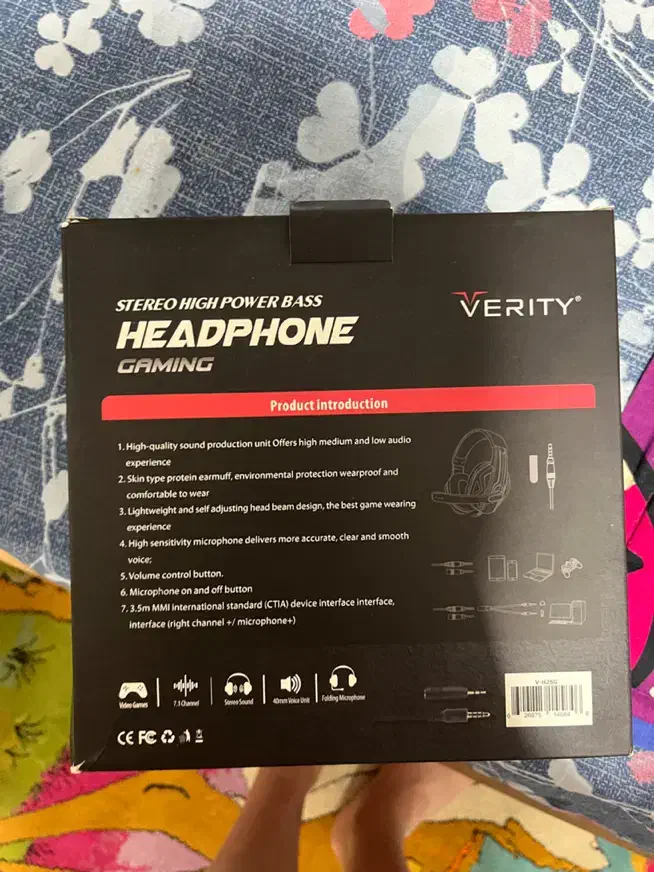 STEREO HIGH POWER BASS
HEADPHONE
GAMING
VERITY®
Product introduction
1. High-quality sound production unit Offers high medium and low audio
experience
2. Skin type protein earmuff, environmental protection wearproof and
comfortable to wear
3. Lightweight and self adjusting head beam design, the best game wearing
experience
4. High sensitivity microphone delivers more accurate, clear and smooth
voice;
5. Volume control button.
6. Microphone on and off button
7. 3.5m MMI international standard (CTIA) device interface interface,
interface (right channel +/ microphone+)
Video Games
7.1 Channel
Stereo Sound
40mm Voice Unit
Folding Microphone
CE FC